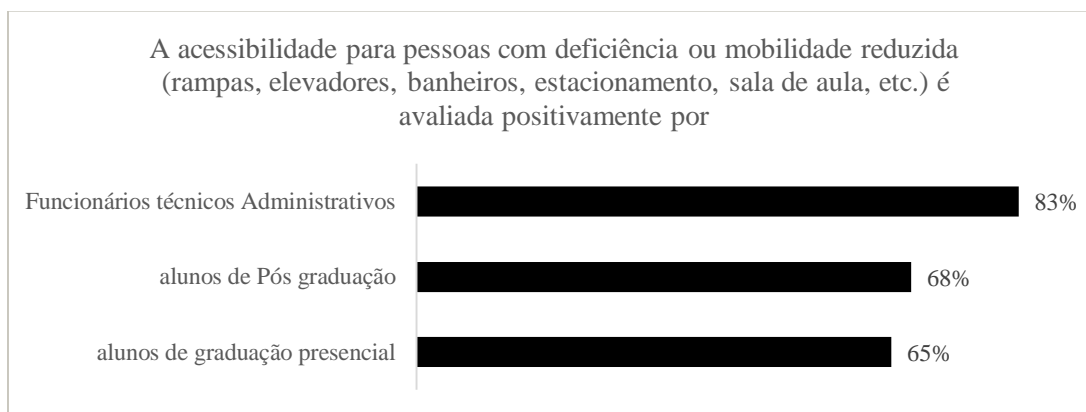 A acessibilidade para pessoas com deficiência ou mobilidade reduzida
(rampas, elevadores, banheiros, estacionamento, sala de aula, etc.) é
avaliada positivamente por
Funcionários técnicos Administrativos
83%
alunos de Pós graduação
68%
alunos de graduação presencial
65%